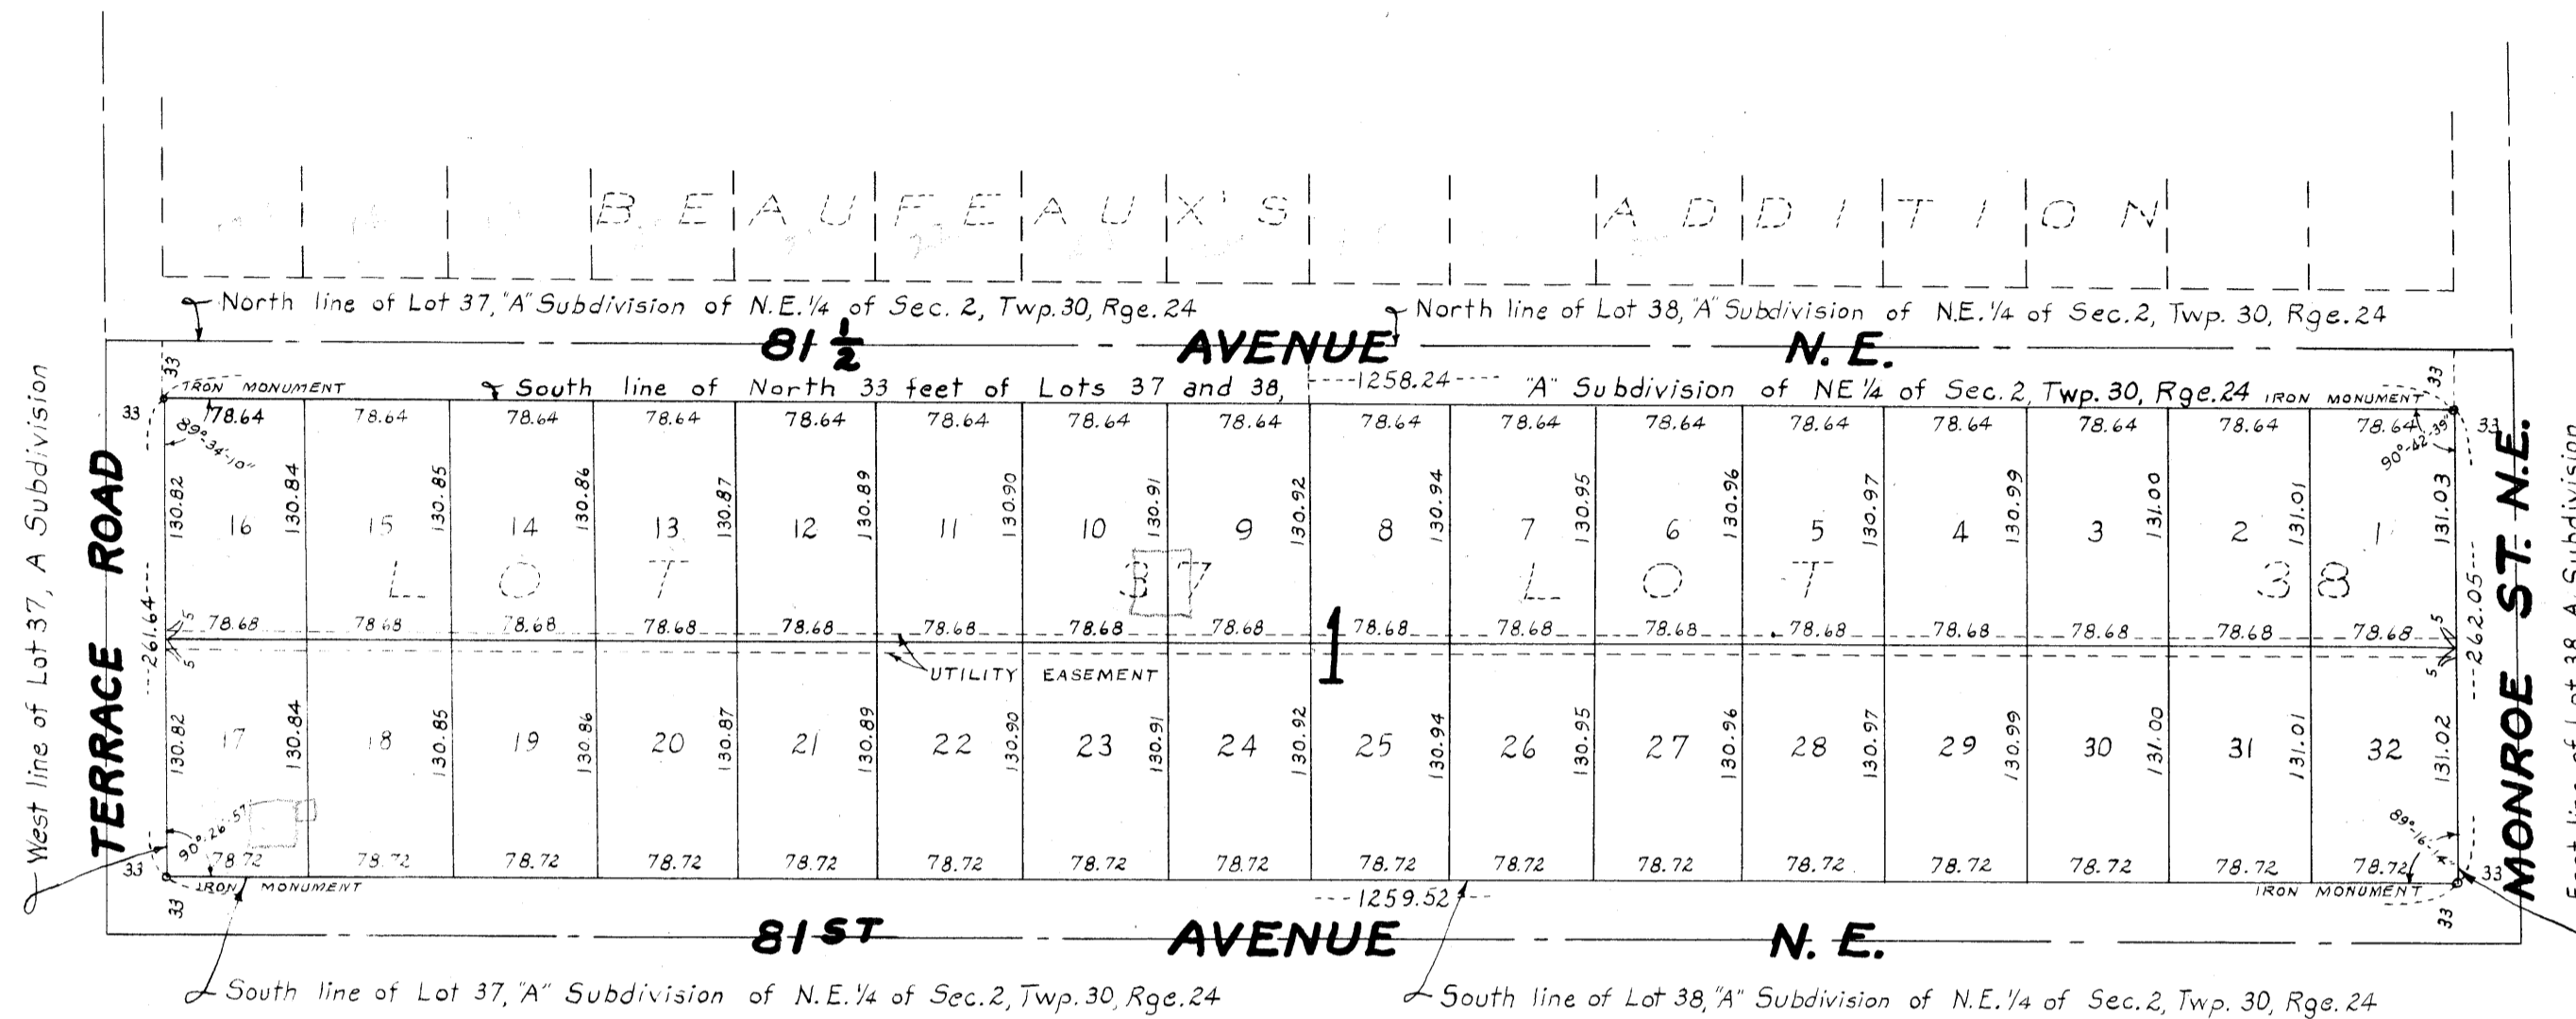 BEAUFEAUX'S ADDITION
North line of Lot 37, "A" Subdivision of N.E. 1/4 of Sec. 2, Twp. 30, Rge. 24
North line of Lot 38, "A" Subdivision of N.E. 1/4 of Sec. 2, Twp. 30, Rge. 24
81 1/2 AVENUE N. E.
33 33
IRON MONUMENT
South line of North 33 feet of Lots 37 and 38, ----1258.24---- "A" Subdivision of NE 1/4 of Sec. 2, Twp. 30, Rge. 24
IRON MONUMENT
33 78.64 78.64 78.64 78.64 78.64 78.64 78.64 78.64 78.64 78.64 78.64 78.64 78.64 78.64 78.64 78.64 33
89°-34'-10" 90°-42'-39"
130.82 130.84 130.85 130.86 130.87 130.89 130.90 130.91 130.92 130.94 130.95 130.96 130.97 130.99 131.00 131.01 131.03
16 15 14 13 12 11 10 9 8 7 6 5 4 3 2 1
LOT 37 LOT 38
West line of Lot 37, A Subdivision
TERRACE ROAD
---261.64---
MONROE ST. N.E.
---262.05---
5 78.68 78.68 78.68 78.68 78.68 78.68 78.68 78.68 78.68 78.68 78.68 78.68 78.68 78.68 78.68 78.68 5
1
5 5
UTILITY EASEMENT
130.82 130.84 130.85 130.86 130.87 130.89 130.90 130.91 130.92 130.94 130.95 130.96 130.97 130.99 131.00 131.01 131.02
17 18 19 20 21 22 23 24 25 26 27 28 29 30 31 32
90°-26'-57"
33 78.72 78.72 78.72 78.72 78.72 78.72 78.72 78.72 78.72 78.72 78.72 78.72 78.72 78.72 78.72 78.72 33
IRON MONUMENT
---1259.52---
IRON MONUMENT
33 33
81ST AVENUE N. E.
South line of Lot 37, "A" Subdivision of N.E. 1/4 of Sec. 2, Twp. 30, Rge. 24
South line of Lot 38, "A" Subdivision of N.E. 1/4 of Sec. 2, Twp. 30, Rge. 24